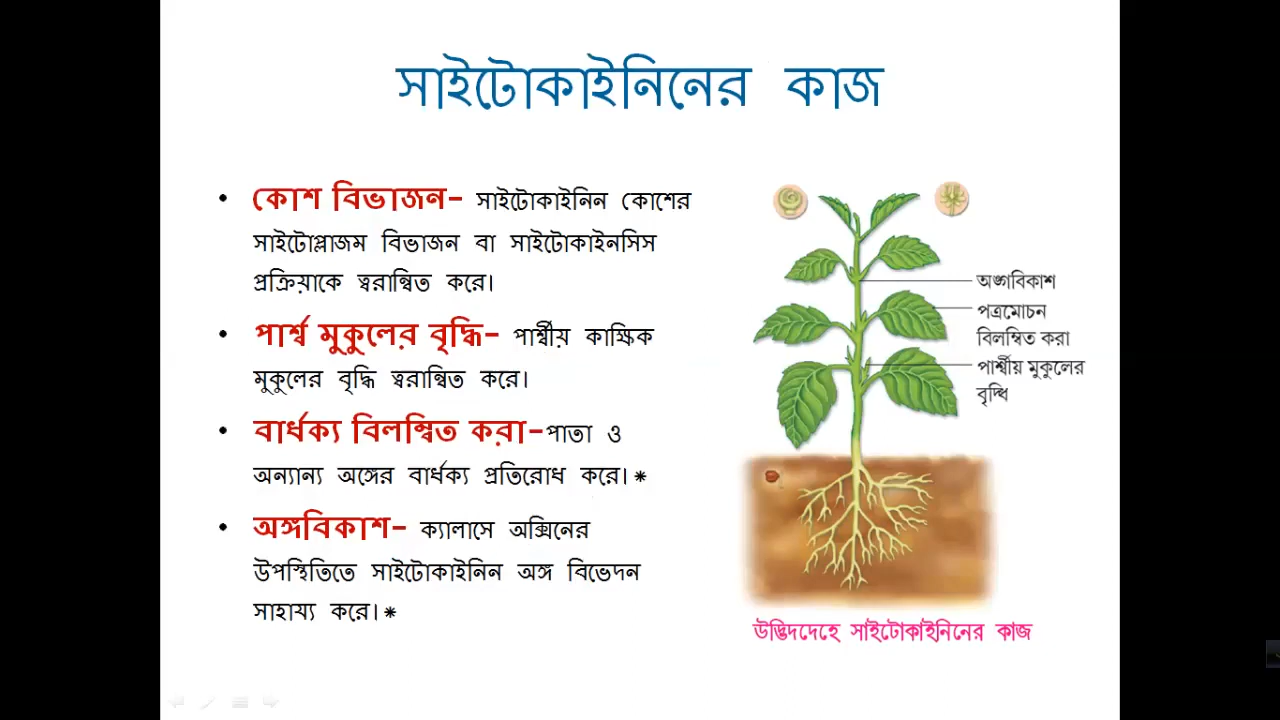 সাইটোকাইনিনের কাজ
• কোশ বিভাজন- সাইটোকাইনিন কোশের
সাইটোপ্লাজম বিভাজন বা সাইটোকাইনসিস
প্রক্রিয়াকে ত্বরান্বিত করে।
• পার্শ্ব মুকুলের বৃদ্ধি- পার্শ্বীয় কাক্ষিক
মুকুলের বৃদ্ধি ত্বরান্বিত করে।
• বার্ধক্য বিলম্বিত করা-পাতা ও
অন্যান্য অঙ্গের বার্ধক্য প্রতিরোধ করে।*
• অঙ্গবিকাশ- ক্যালাসে অক্সিনের
উপস্থিতিতে সাইটোকাইনিন অঙ্গ বিভেদন
সাহায্য করে।*
অঙ্গবিকাশ
পত্রমোচন
বিলম্বিত করা
পার্শ্বীয় মুকুলের
বৃদ্ধি
উদ্ভিদদেহে সাইটোকাইনিনের কাজ